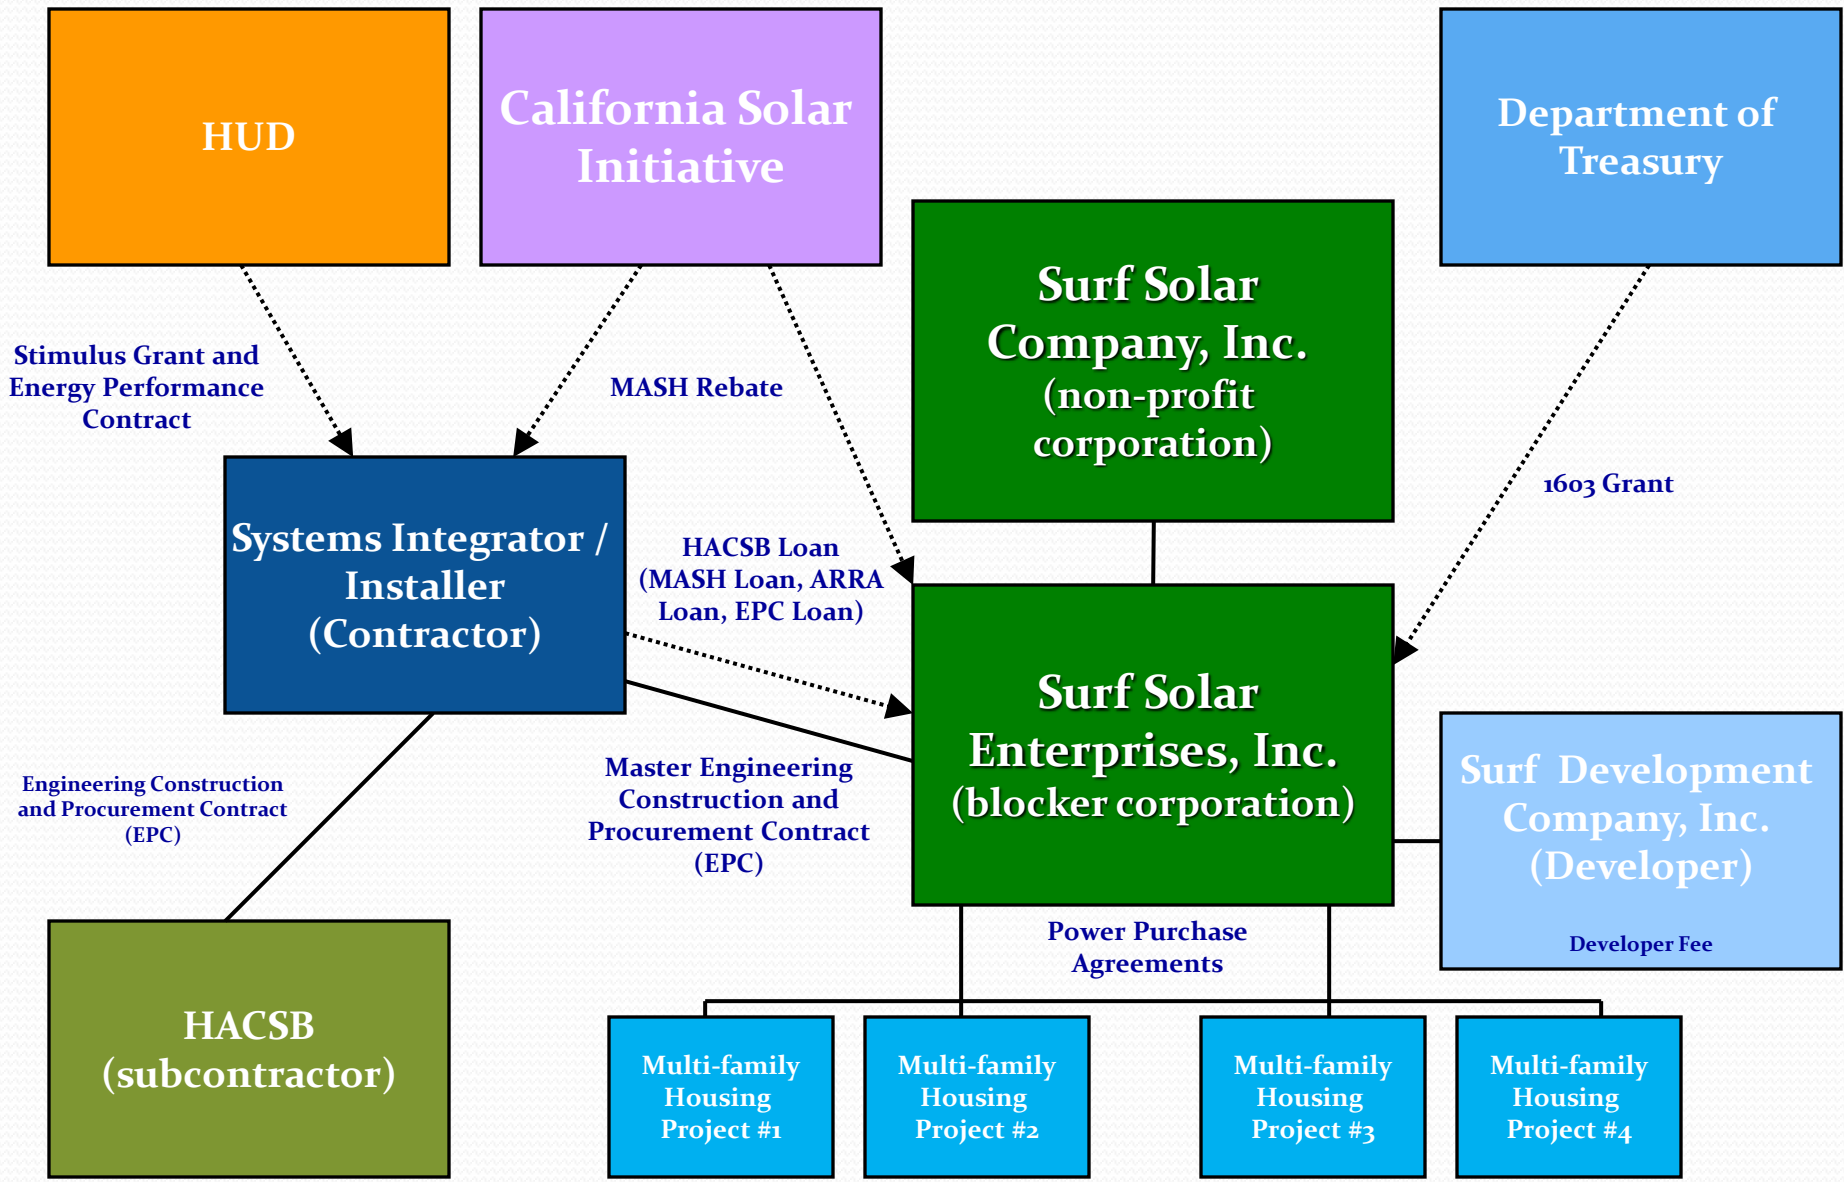 HUD
California Solar
Initiative
Department of
Treasury
Surf Solar
Company, Inc.
(non-profit
corporation)
Stimulus Grant and
Energy Performance
Contract
MASH Rebate
1603 Grant
Systems Integrator /
Installer
(Contractor)
HACSB Loan
(MASH Loan, ARRA
Loan, EPC Loan)
Surf Solar
Enterprises, Inc.
(blocker corporation)
Engineering Construction
and Procurement Contract
(EPC)
Master Engineering
Construction and
Procurement Contract
(EPC)
Surf Development
Company, Inc.
(Developer)
Developer Fee
Power Purchase
Agreements
HACSB
(subcontractor)
Multi-family
Housing
Project #1
Multi-family
Housing
Project #2
Multi-family
Housing
Project #3
Multi-family
Housing
Project #4